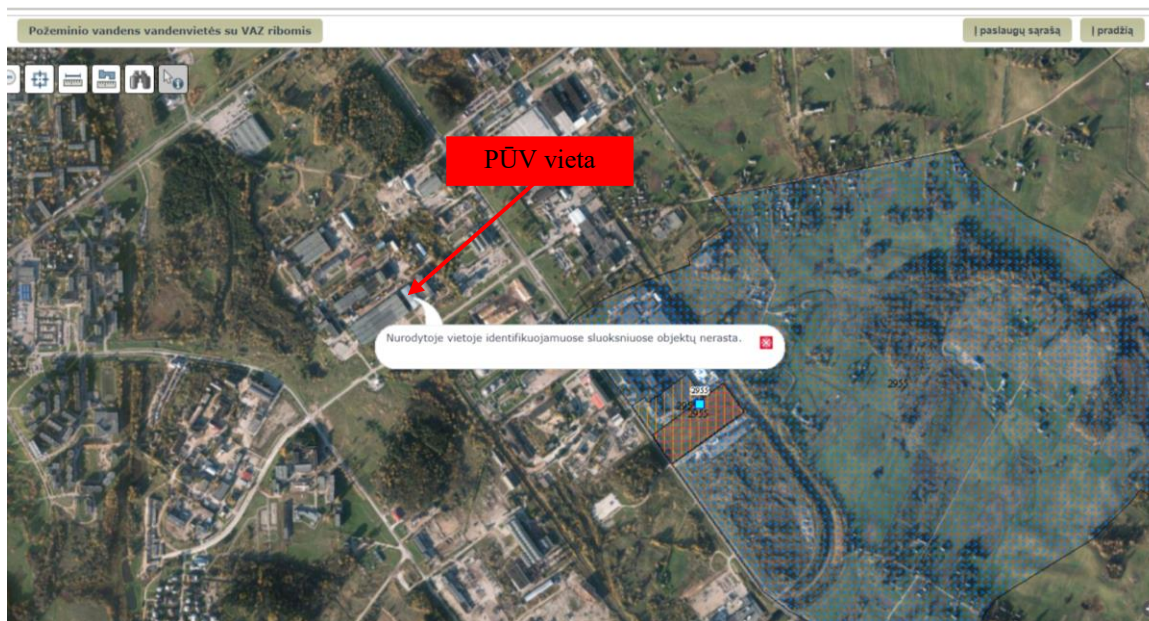 Požeminio vandens vandenvietės su VAZ ribomis
Į paslaugų sąrašą
Į pradžią
PŪV vieta
Nurodytoje vietoje identifikuojamuose sluoksniuose objektų nerasta.
2955
2955
2955